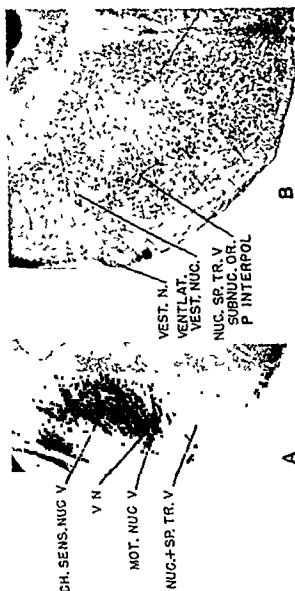 CH. SENS. NUC V
V N
MOT. NUC V
NUC.+SP. TR. V
A
VEST. N.
VENTLAT.
VEST. NUC.
NUC. SP. TR. V
SUBNUC. OR.
P INTERPOL
B